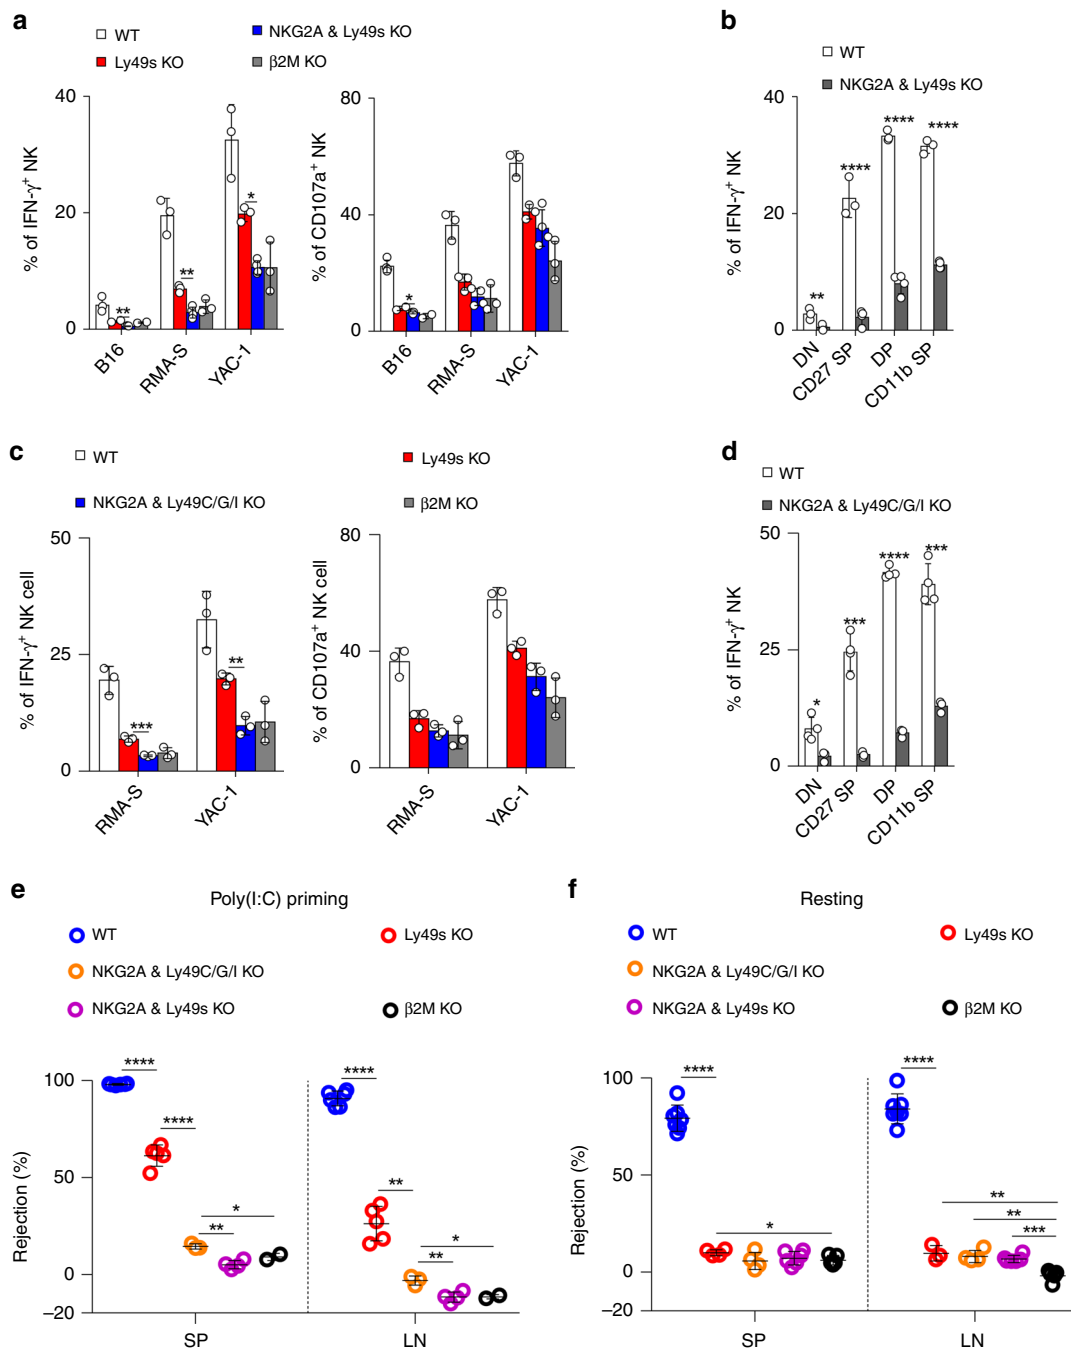 a
WT
NKG2A & Ly49s KO
Ly49s KO
β2M KO
% of IFN-γ+ NK
40
20
0
**
**
*
B16
RMA-S
YAC-1
% of CD107a+ NK
80
40
0
*
B16
RMA-S
YAC-1
b
WT
NKG2A & Ly49s KO
% of IFN-γ+ NK
40
20
0
**
****
****
****
DN
CD27 SP
DP
CD11b SP
c
WT
Ly49s KO
NKG2A & Ly49C/G/I KO
β2M KO
% of IFN-γ+ NK cell
50
25
0
***
**
RMA-S
YAC-1
% of CD107a+ NK cell
80
40
0
RMA-S
YAC-1
d
WT
NKG2A & Ly49C/G/I KO
% of IFN-γ+ NK
50
25
0
*
***
****
***
DN
CD27 SP
DP
CD11b SP
e
Poly(I:C) priming
WT
Ly49s KO
NKG2A & Ly49C/G/I KO
NKG2A & Ly49s KO
β2M KO
Rejection (%)
100
50
0
–20
****
****
**
*
****
**
**
*
SP
LN
f
Resting
WT
Ly49s KO
NKG2A & Ly49C/G/I KO
NKG2A & Ly49s KO
β2M KO
Rejection (%)
100
50
0
–20
****
*
****
**
**
***
SP
LN